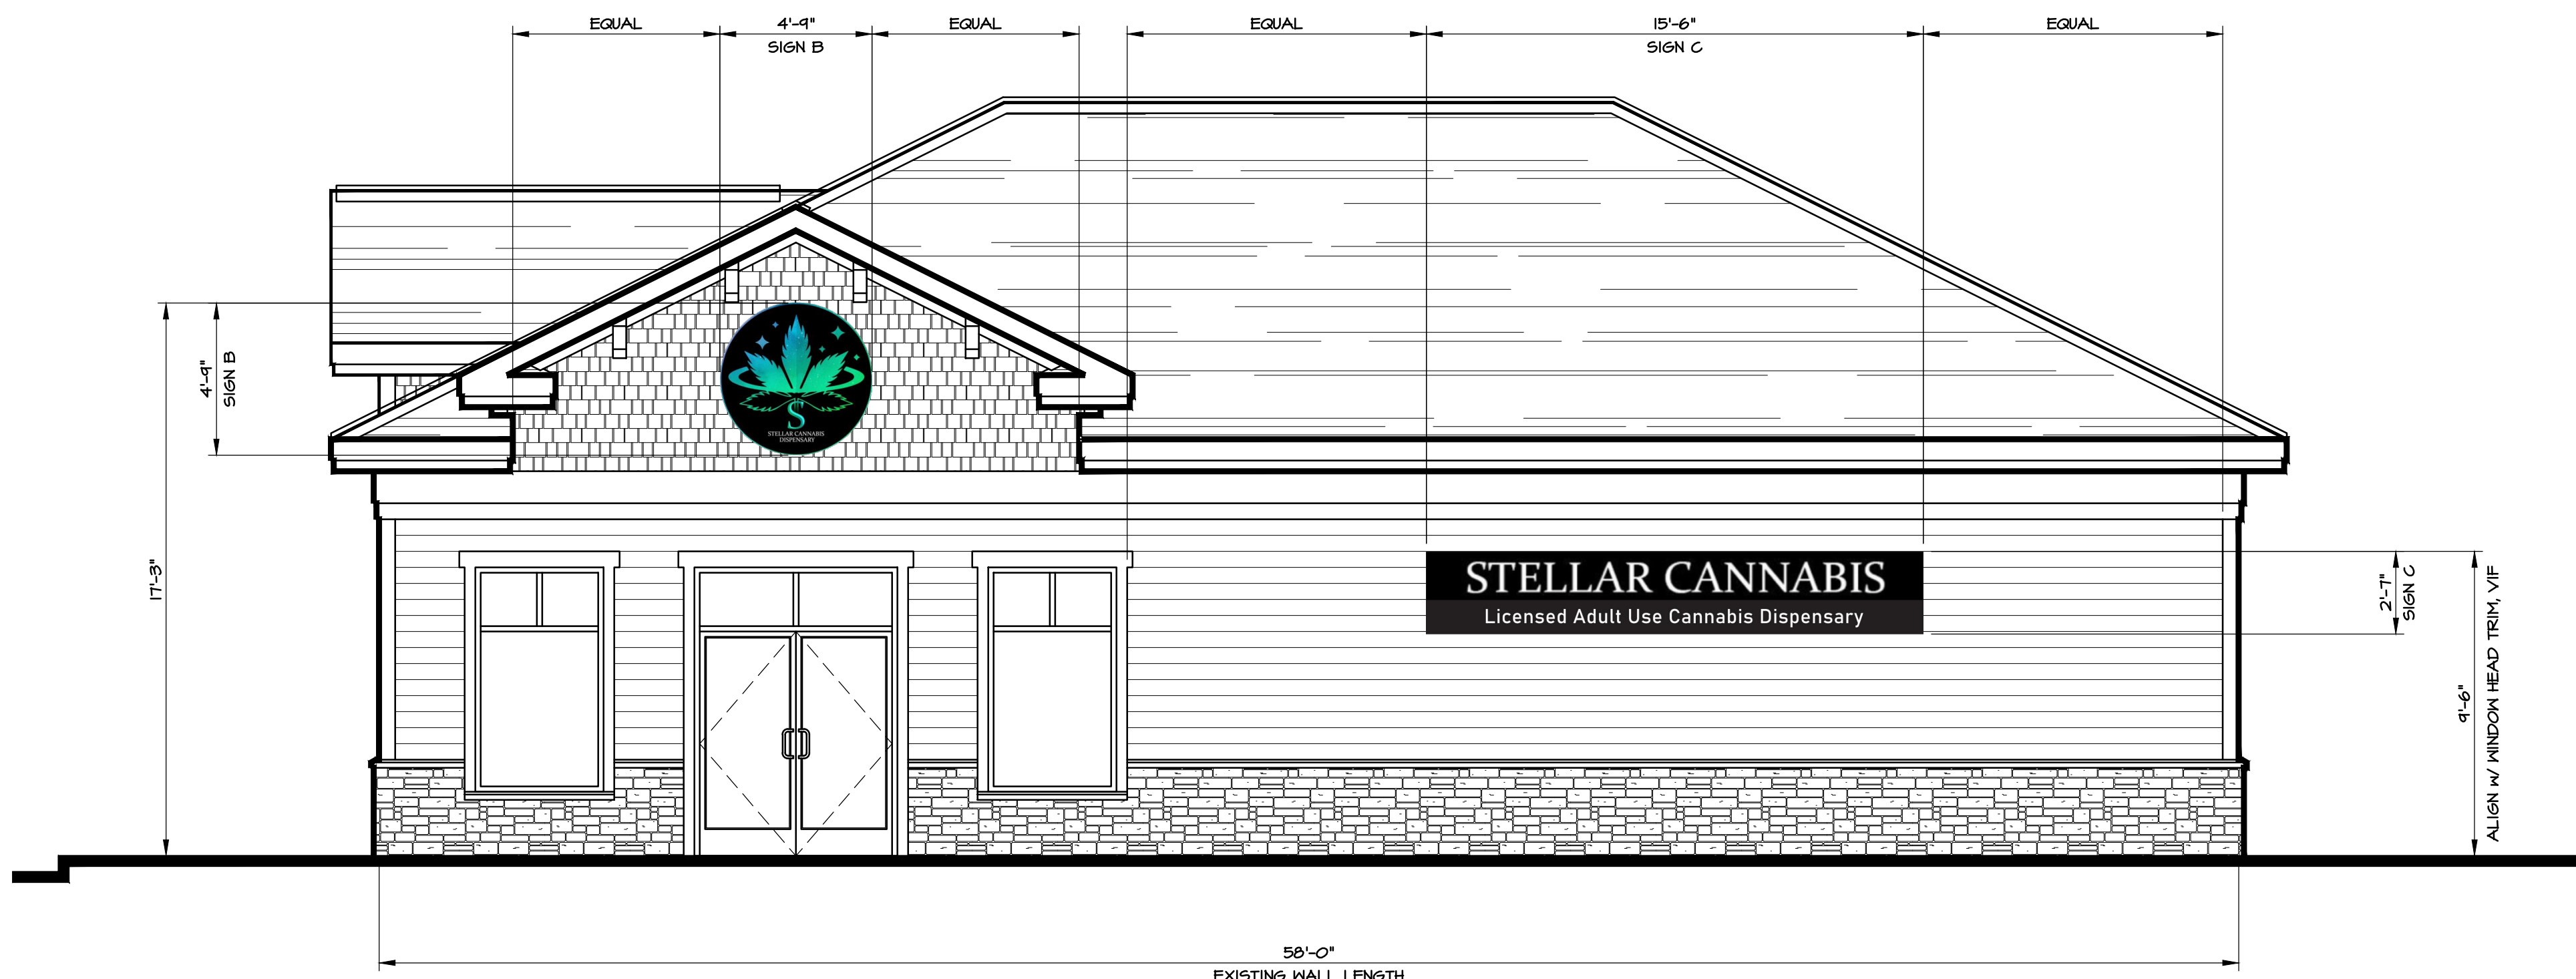 EQUAL
4'-9"
SIGN B
EQUAL
EQUAL
15'-6"
SIGN C
EQUAL
4'-9"
SIGN B
17'-3"
S
STELLAR CANNABIS
DISPENSARY
STELLAR CANNABIS
Licensed Adult Use Cannabis Dispensary
2'-7"
SIGN C
9'-6"
ALIGN W/ WINDOW HEAD TRIM, VIF
58'-0"
EXISTING WALL LENGTH